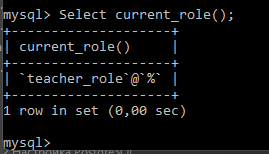 mysql> Select current_role();
+--------------------+
| current_role()     |
+--------------------+
| `teacher_role`@`%` |
+--------------------+
1 row in set (0,00 sec)
mysql>